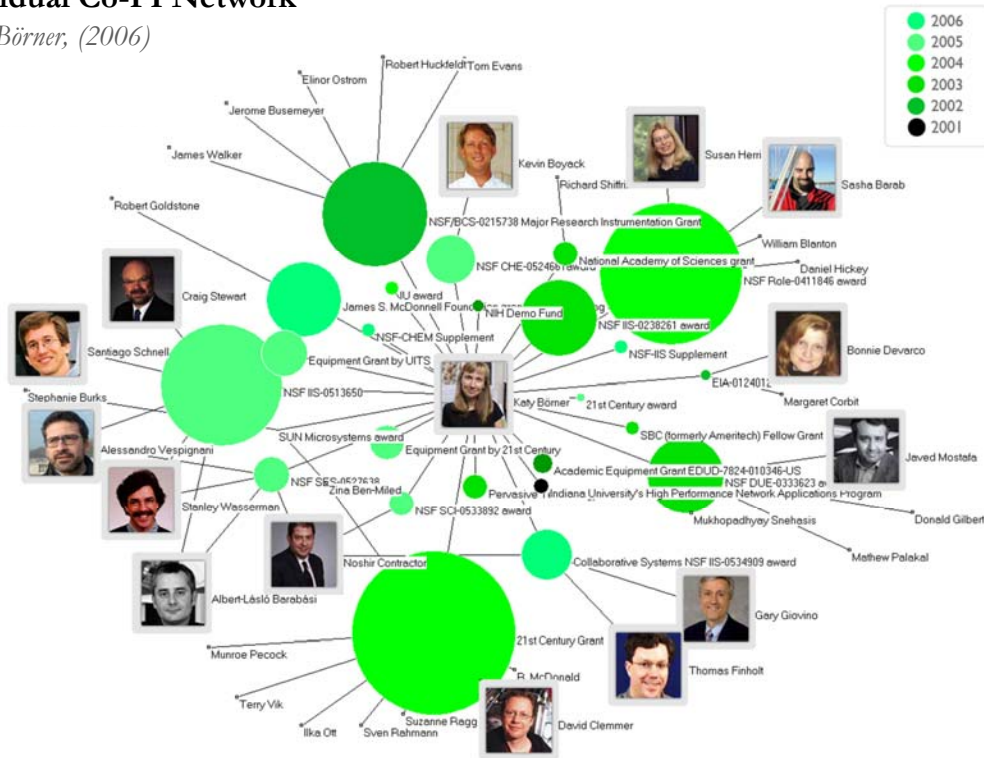 Individual Co-PI Network
Börner, (2006)
2006
2005
2004
2003
2002
2001
Robert Huckfeldt
Tom Evans
Elinor Ostrom
Jerome Busemeyer
James Walker
Kevin Boyack
Susan Herri
Sasha Barab
Richard Shiffri
Robert Goldstone
NSF/BCS-0215738 Major Research Instrumentation Grant
William Blanton
National Academy of Sciences grant
NSF CHE-0524661 award
Daniel Hickey
NSF Role-0411846 award
Craig Stewart
IU award
James S. McDonnell Foun
NIH Demo Fund
NSF IIS-0238261 award
NSF-CHEM Supplement
Santiago Schnell
Equipment Grant by UITS
NSF-IIS Supplement
Bonnie Devarco
EIA-012401
NSF IIS-0513650
Stephanie Burks
Katy Börner
21st Century award
Margaret Corbit
SUN Microsystems award
SBC (formerly Ameritech) Fellow Grant
Alessandro Vespignani
Equipment Grant by 21st Century
Javed Mostafa
Academic Equipment Grant EDUD-7824-010346-US
NSF SES-0527638
NSF DUE-0333623
Zina Ben-Miled
Pervasive
Indiana University's High Performance Network Applications Program
Stanley Wasserman
NSF SCI-0533892 award
Mukhopadhyay Snehasis
Donald Gilbert
Mathew Palakal
Noshir Contractor
Collaborative Systems NSF IIS-0534909 award
Albert-Lásló Barabási
Gary Giovino
21st Century Grant
Munroe Pecock
Thomas Finholt
B. McDonald
Terry Vik
Suzanne Ragg
David Clemmer
Ilka Ott
Sven Rahmann